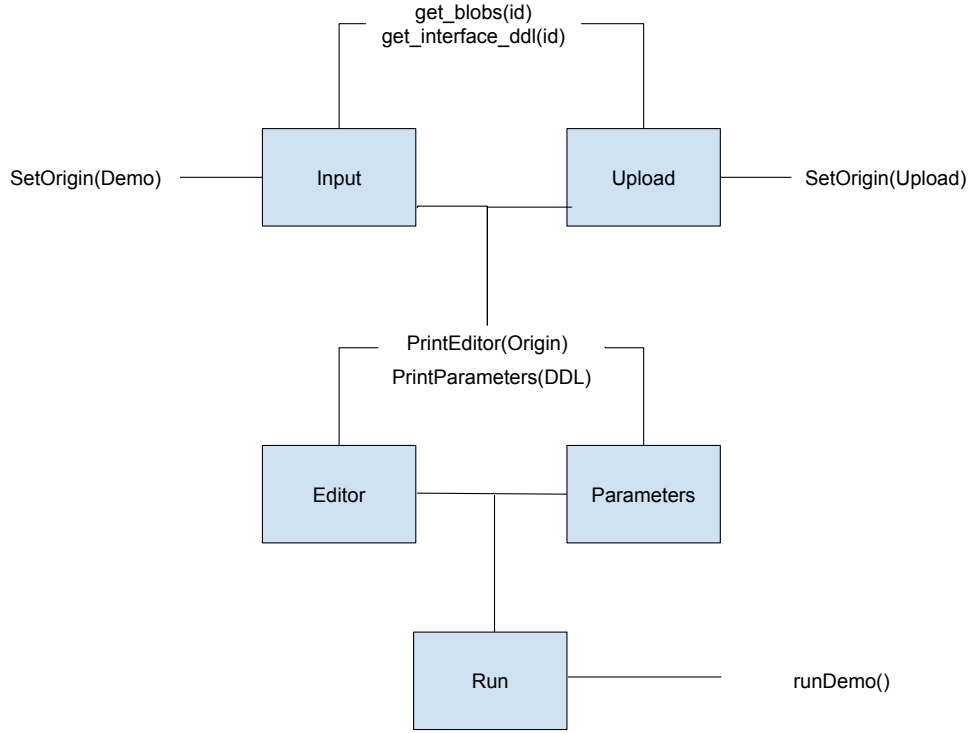 get_blobs(id)
get_interface_ddl(id)
SetOrigin(Demo)
Input
Upload
SetOrigin(Upload)
PrintEditor(Origin)
PrintParameters(DDL)
Editor
Parameters
Run
runDemo()